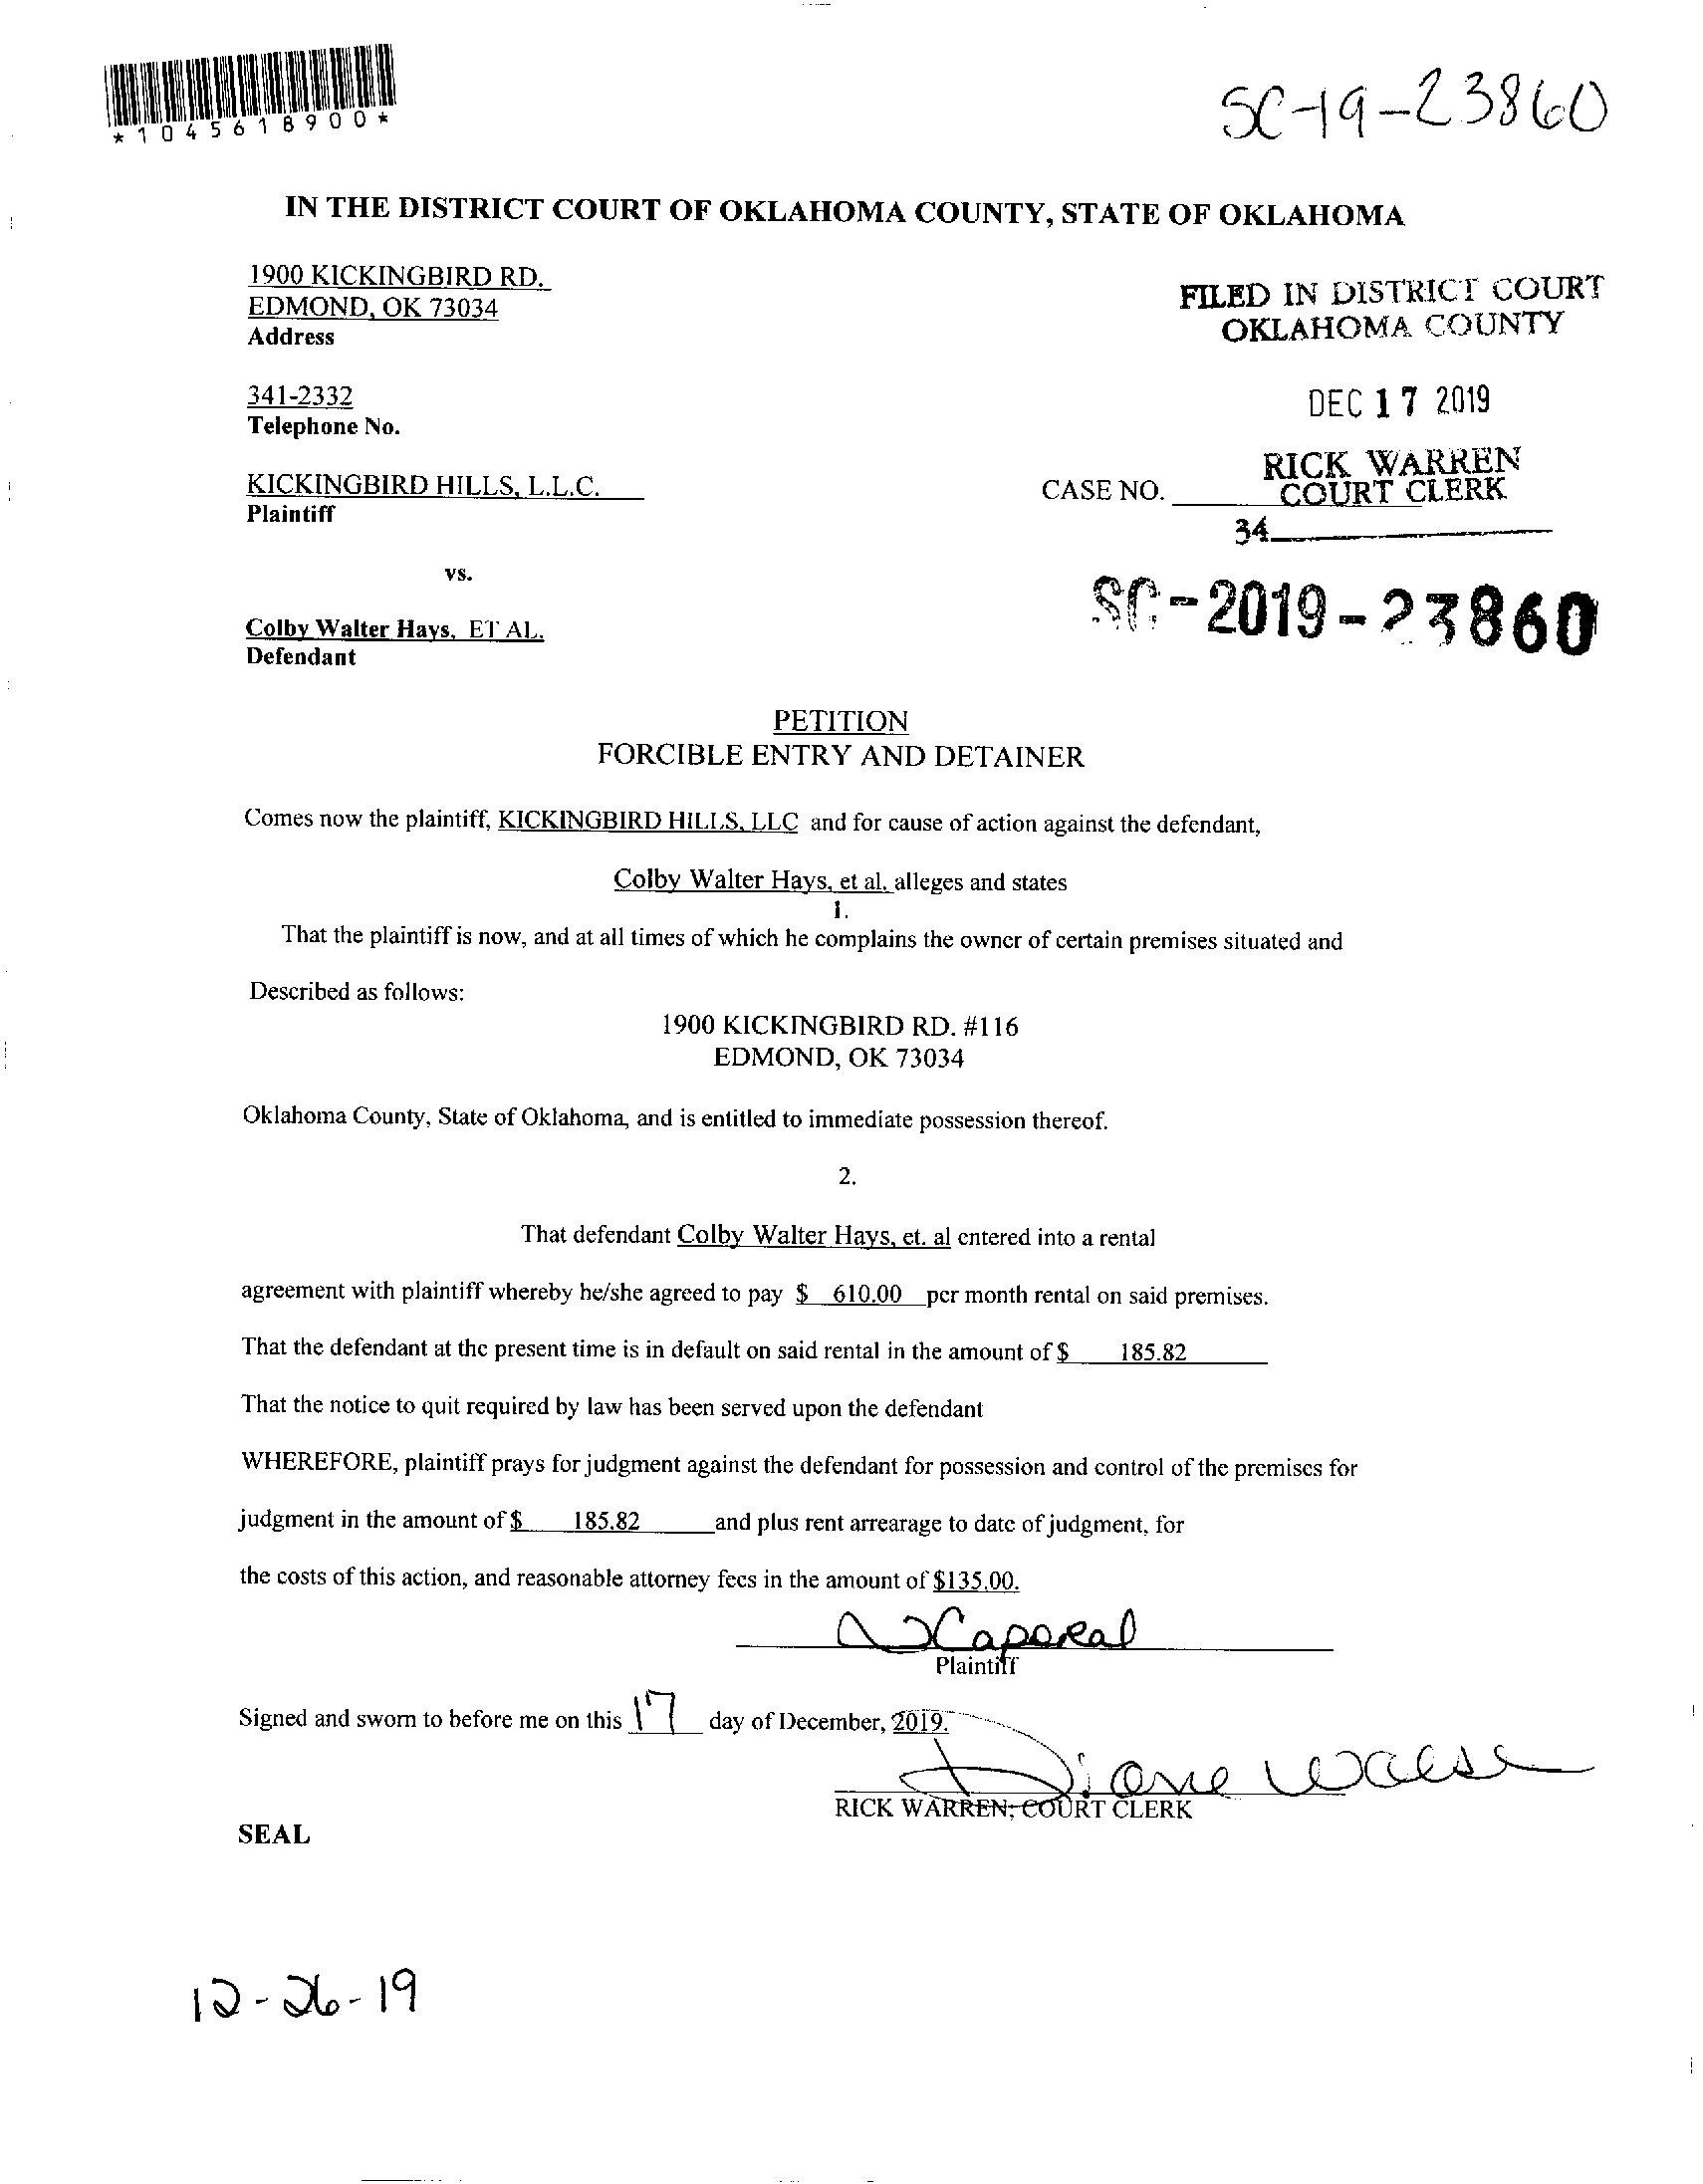 *1045618900*
SC-19-23860
IN THE DISTRICT COURT OF OKLAHOMA COUNTY, STATE OF OKLAHOMA
1900 KICKINGBIRD RD.
EDMOND, OK 73034
Address
FILED IN DISTRICT COURT
OKLAHOMA COUNTY
341-2332
Telephone No.
DEC 17 2019
KICKINGBIRD HILLS, L.L.C.
Plaintiff
RICK WARREN
COURT CLERK
CASE NO.
34
vs.
SC-2019-23860
Colby Walter Hays, ET AL.
Defendant
PETITION
FORCIBLE ENTRY AND DETAINER
Comes now the plaintiff, KICKINGBIRD HILLS, LLC and for cause of action against the defendant,
Colby Walter Hays, et al. alleges and states
1.
That the plaintiff is now, and at all times of which he complains the owner of certain premises situated and
Described as follows:
1900 KICKINGBIRD RD. #116
EDMOND, OK 73034
Oklahoma County, State of Oklahoma, and is entitled to immediate possession thereof.
2.
That defendant Colby Walter Hays, et. al entered into a rental
agreement with plaintiff whereby he/she agreed to pay $ 610.00 per month rental on said premises.
That the defendant at the present time is in default on said rental in the amount of $ 185.82
That the notice to quit required by law has been served upon the defendant
WHEREFORE, plaintiff prays for judgment against the defendant for possession and control of the premises for
judgment in the amount of $ 185.82 and plus rent arrearage to date of judgment, for
the costs of this action, and reasonable attorney fees in the amount of $135.00.
Caporal
Plaintiff
Signed and sworn to before me on this 17 day of December, 2019.
Diane
RICK WARREN, COURT CLERK
SEAL
12-26-19